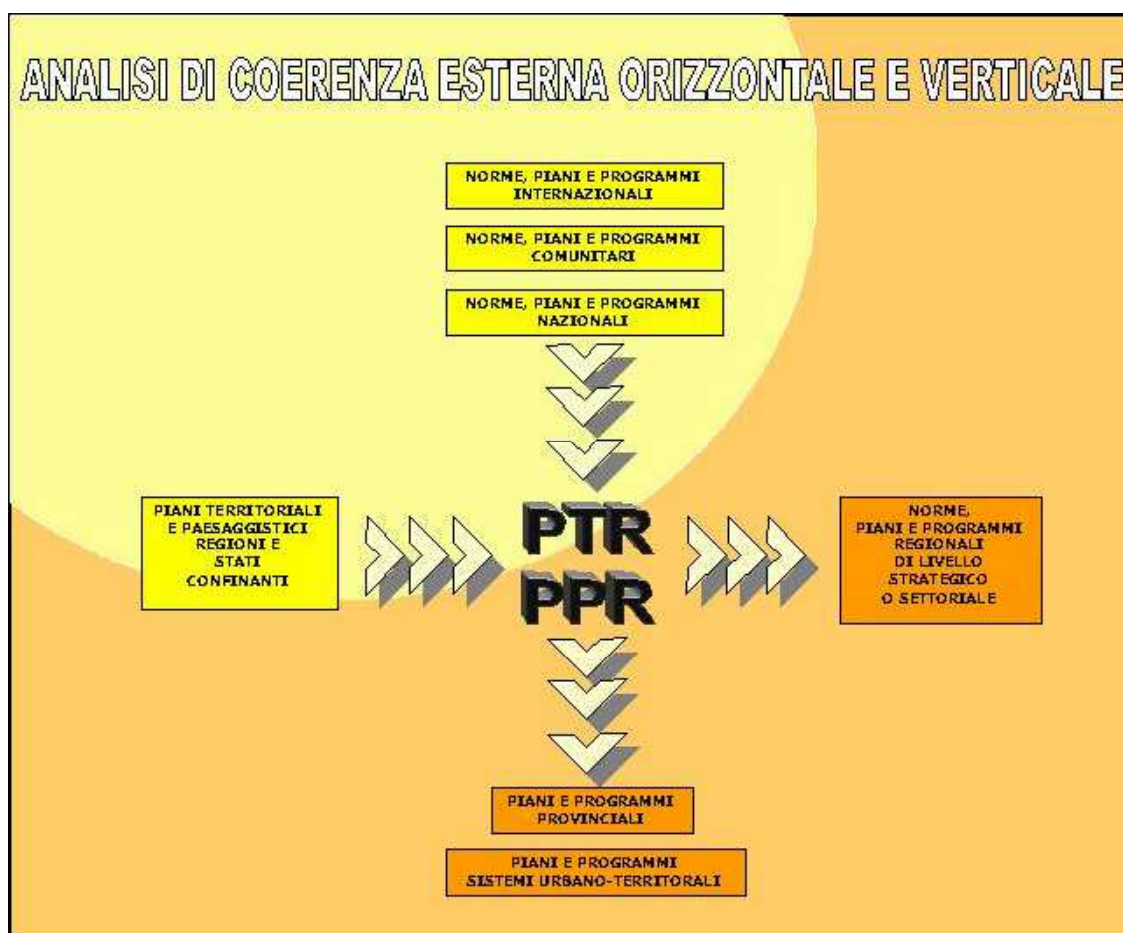 ANALISI DI COERENZA ESTERNA ORIZZONTALE E VERTICALE
NORME, PIANI E PROGRAMMI
INTERNAZIONALI
NORME, PIANI E PROGRAMMI
COMUNITARI
NORME, PIANI E PROGRAMMI
NAZIONALI
PIANI TERRITORIALI
E PAESAGGISTICI
REGIONI E
STATI
CONFINANTI
PTR
PPR
NORME,
PIANI E PROGRAMMI
REGIONALI
DI LIVELLO
STRATEGICO
O SETTORIALE
PIANI E PROGRAMMI
PROVINCIALI
PIANI E PROGRAMMI
SISTEMI URBANO-TERRITORALI